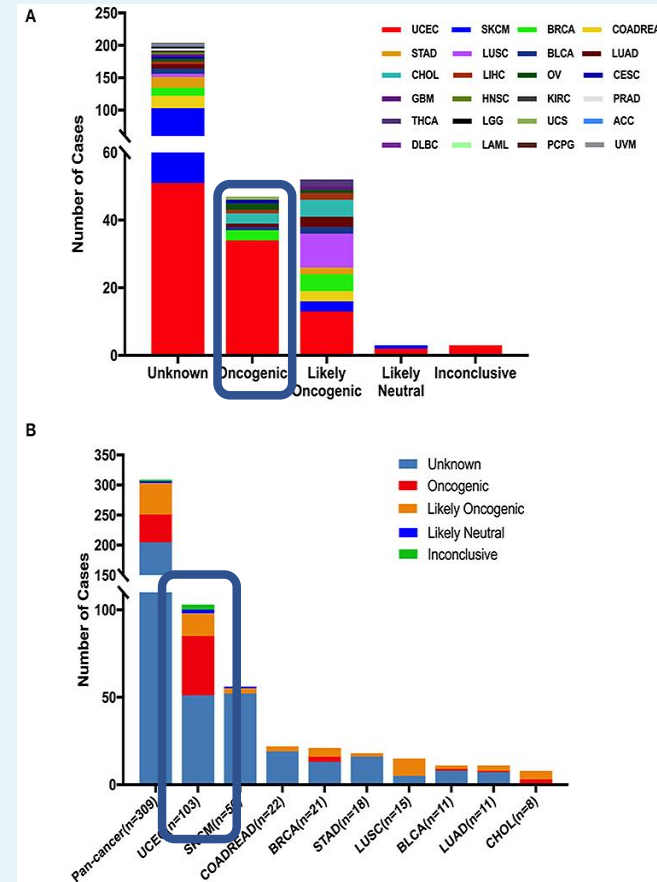 A
250
200
150
100
60
40
20
0
Number of Cases
UCEC SKCM BRCA COADREA
STAD LUSC BLCA LUAD
CHOL LIHC OV CESC
GBM HNSC KIRC PRAD
THCA LGG UCS ACC
DLBC LAML PCPG UVM
Unknown Oncogenic Likely Likely Inconclusive
Oncogenic Neutral
B
350
300
250
200
150
100
50
0
Number of Cases
Unknown
Oncogenic
Likely Oncogenic
Likely Neutral
Inconclusive
Pan-cancer(n=309)
UCEC(n=103)
COADREAD(n=22)
BRCA(n=21)
STAD(n=18)
LUSC(n=15)
BLCA(n=11)
LUAD(n=11)
CHOL(n=8)